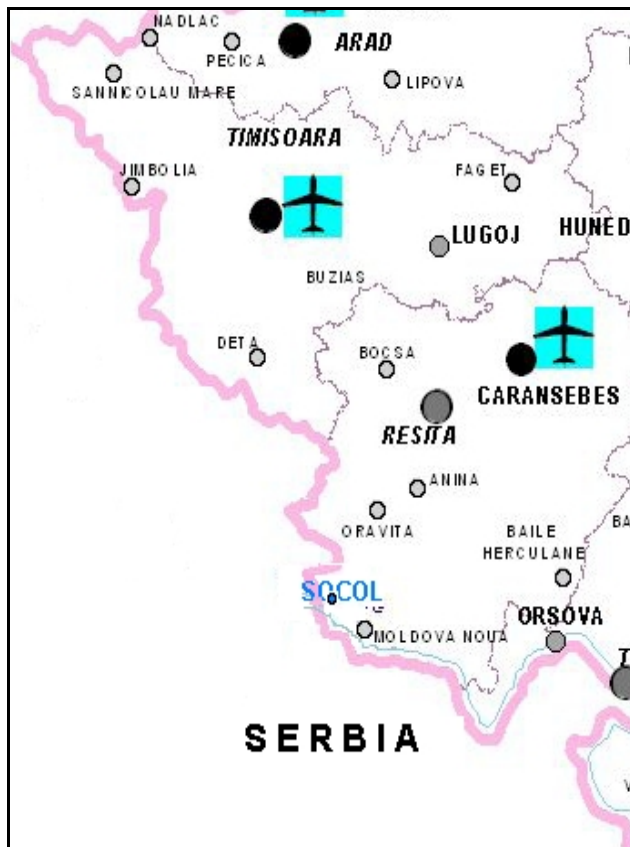 NADLAC
ARAD
PECICA
LIPOVA
SANNICOLAU MARE
TIMISOARA
JIMBOLIA
FAGET
LUGOJ
HUNED
BUZIAS
DETA
BOCSA
CARANSEBES
RESITA
ANINA
ORAVITA
BA
BAILE
HERCULANE
SOCOL
ORSOVA
MOLDOVA NOUA
T
SERBIA
V